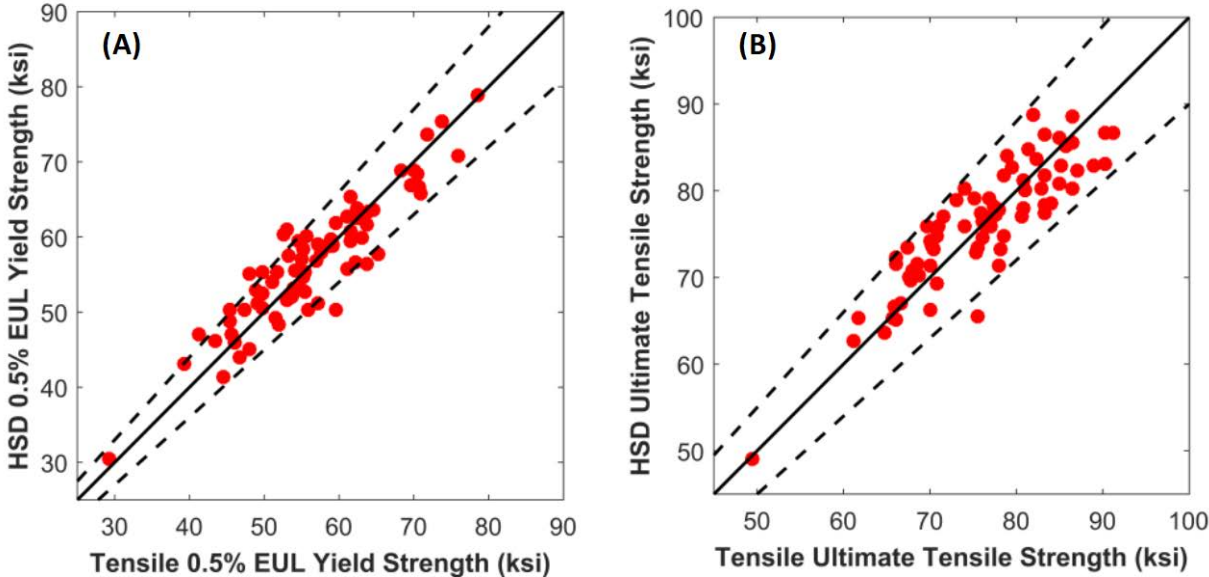 (A)
HSD 0.5% EUL Yield Strength (ksi)
90
80
70
60
50
40
30
30 40 50 60 70 80 90
Tensile 0.5% EUL Yield Strength (ksi)
(B)
HSD Ultimate Tensile Strength (ksi)
100
90
80
70
60
50
50 60 70 80 90 100
Tensile Ultimate Tensile Strength (ksi)